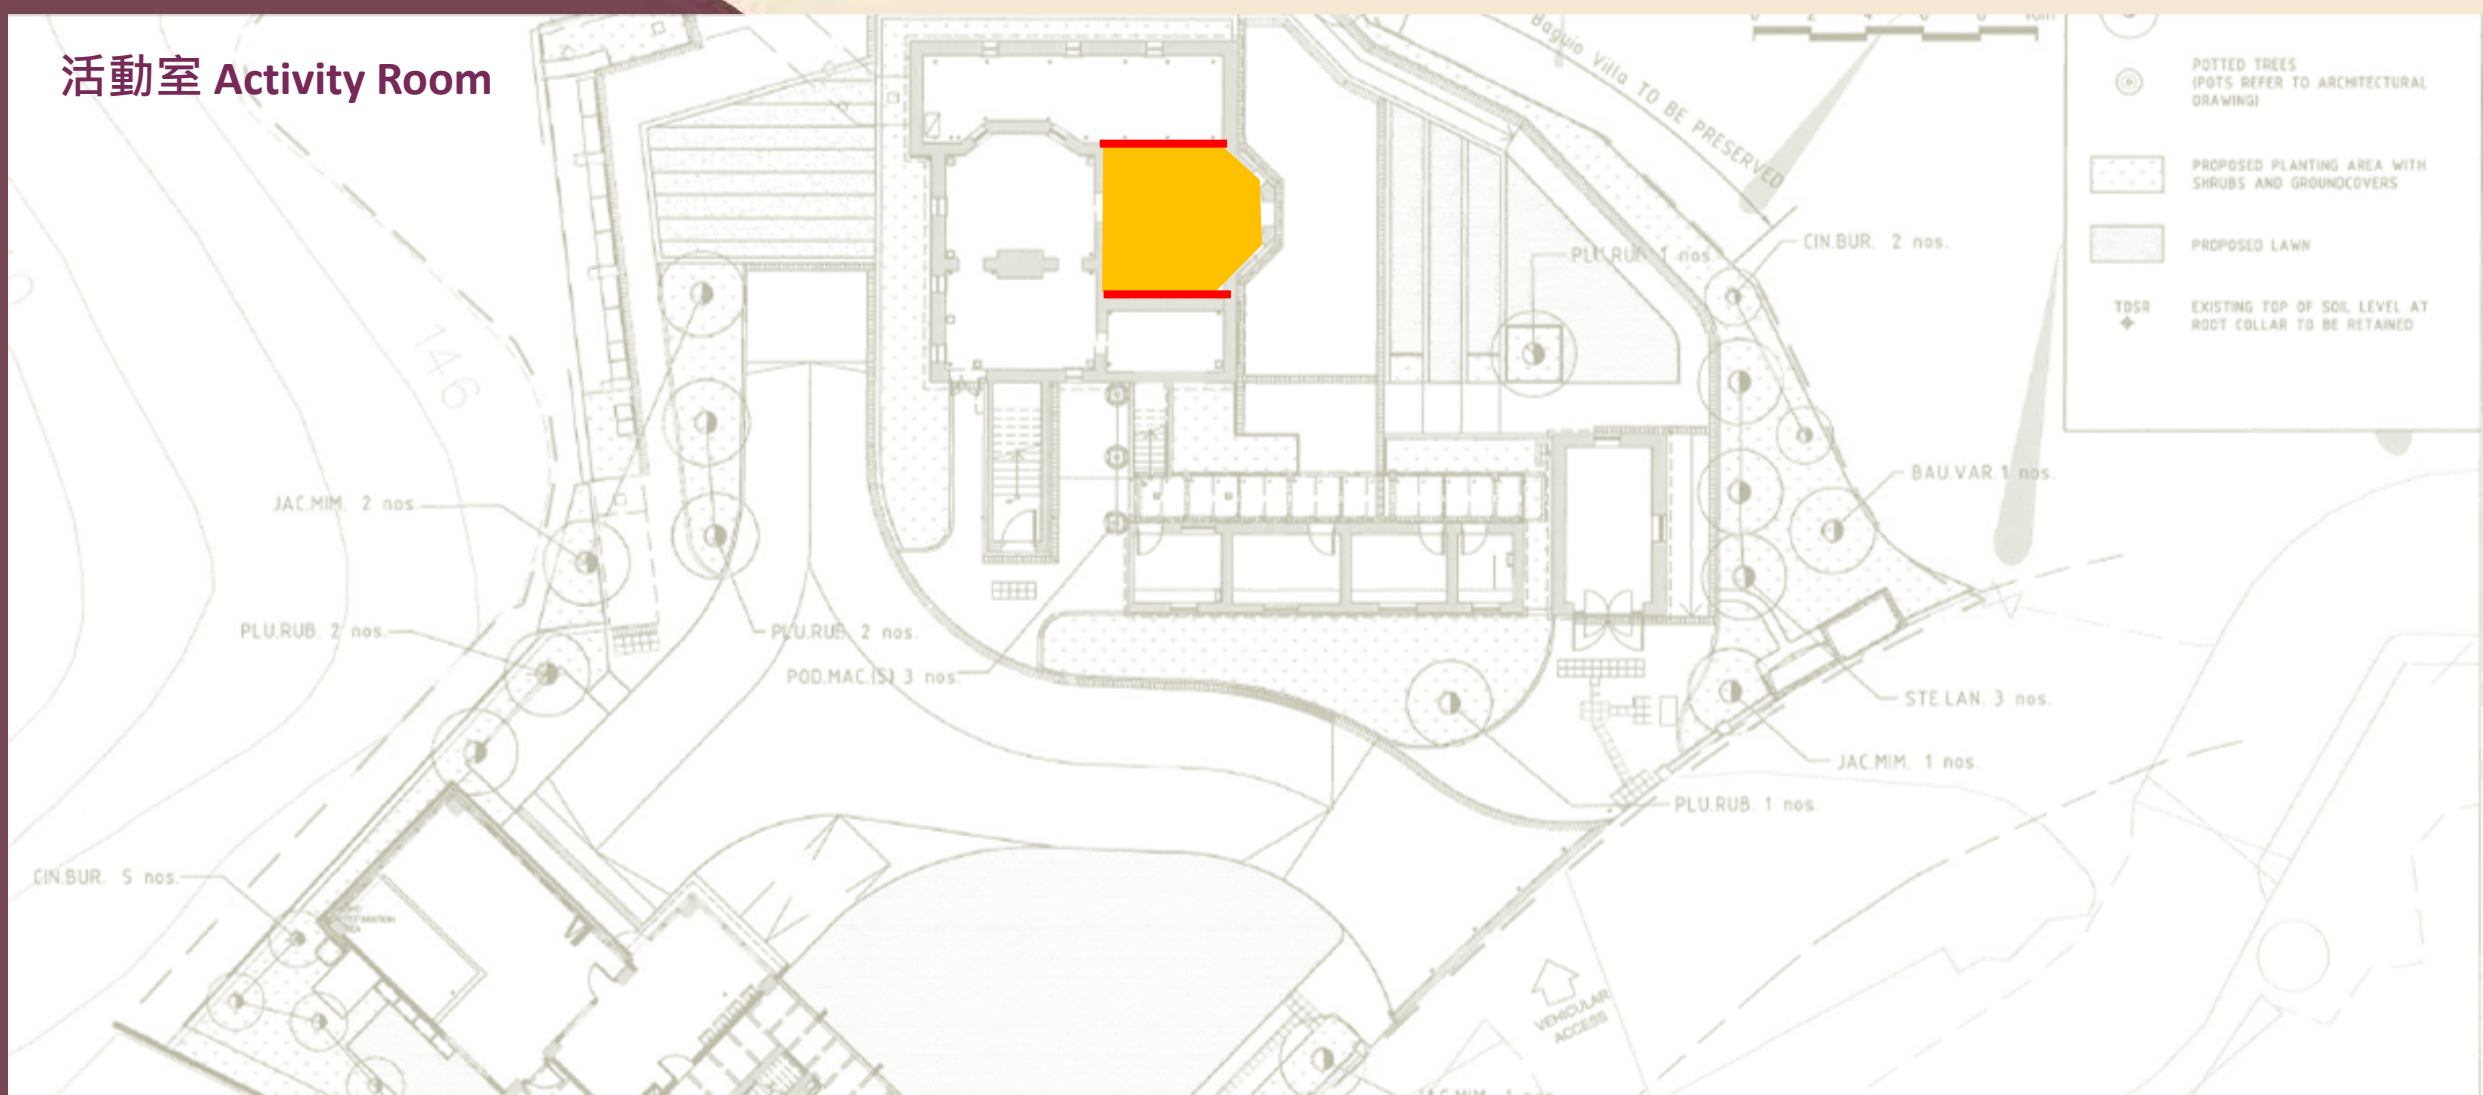 活動室 Activity Room
Baguio Villa TO BE PRESERVED
POTTED TREES
(POTS REFER TO ARCHITECTURAL
DRAWING)
PROPOSED PLANTING AREA WITH
SHRUBS AND GROUNDCOVERS
PROPOSED LAWN
TOSR
EXISTING TOP OF SOIL LEVEL AT
ROOT COLLAR TO BE RETAINED
CIN.BUR. 2 nos.
PLU.RUB. 1 nos.
146
BAU.VAR.1 nos.
JAC.MIM. 2 nos.
PLU.RUB. 2 nos.
PLU.RUB. 2 nos.
POD.MAC.(S) 3 nos.
STE.LAN. 3 nos.
JAC.MIM. 1 nos.
PLU.RUB. 1 nos.
CIN.BUR. 5 nos.
VEHICULAR
ACCESS